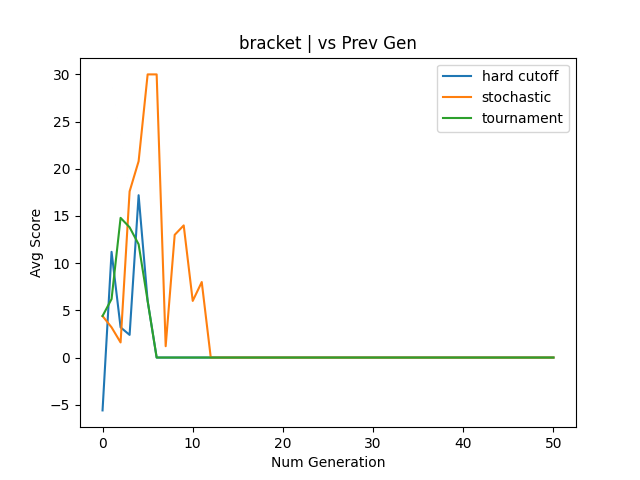 bracket | vs Prev Gen
hard cutoff
stochastic
tournament
Avg Score
30
25
20
15
10
5
0
−5
0 10 20 30 40 50
Num Generation